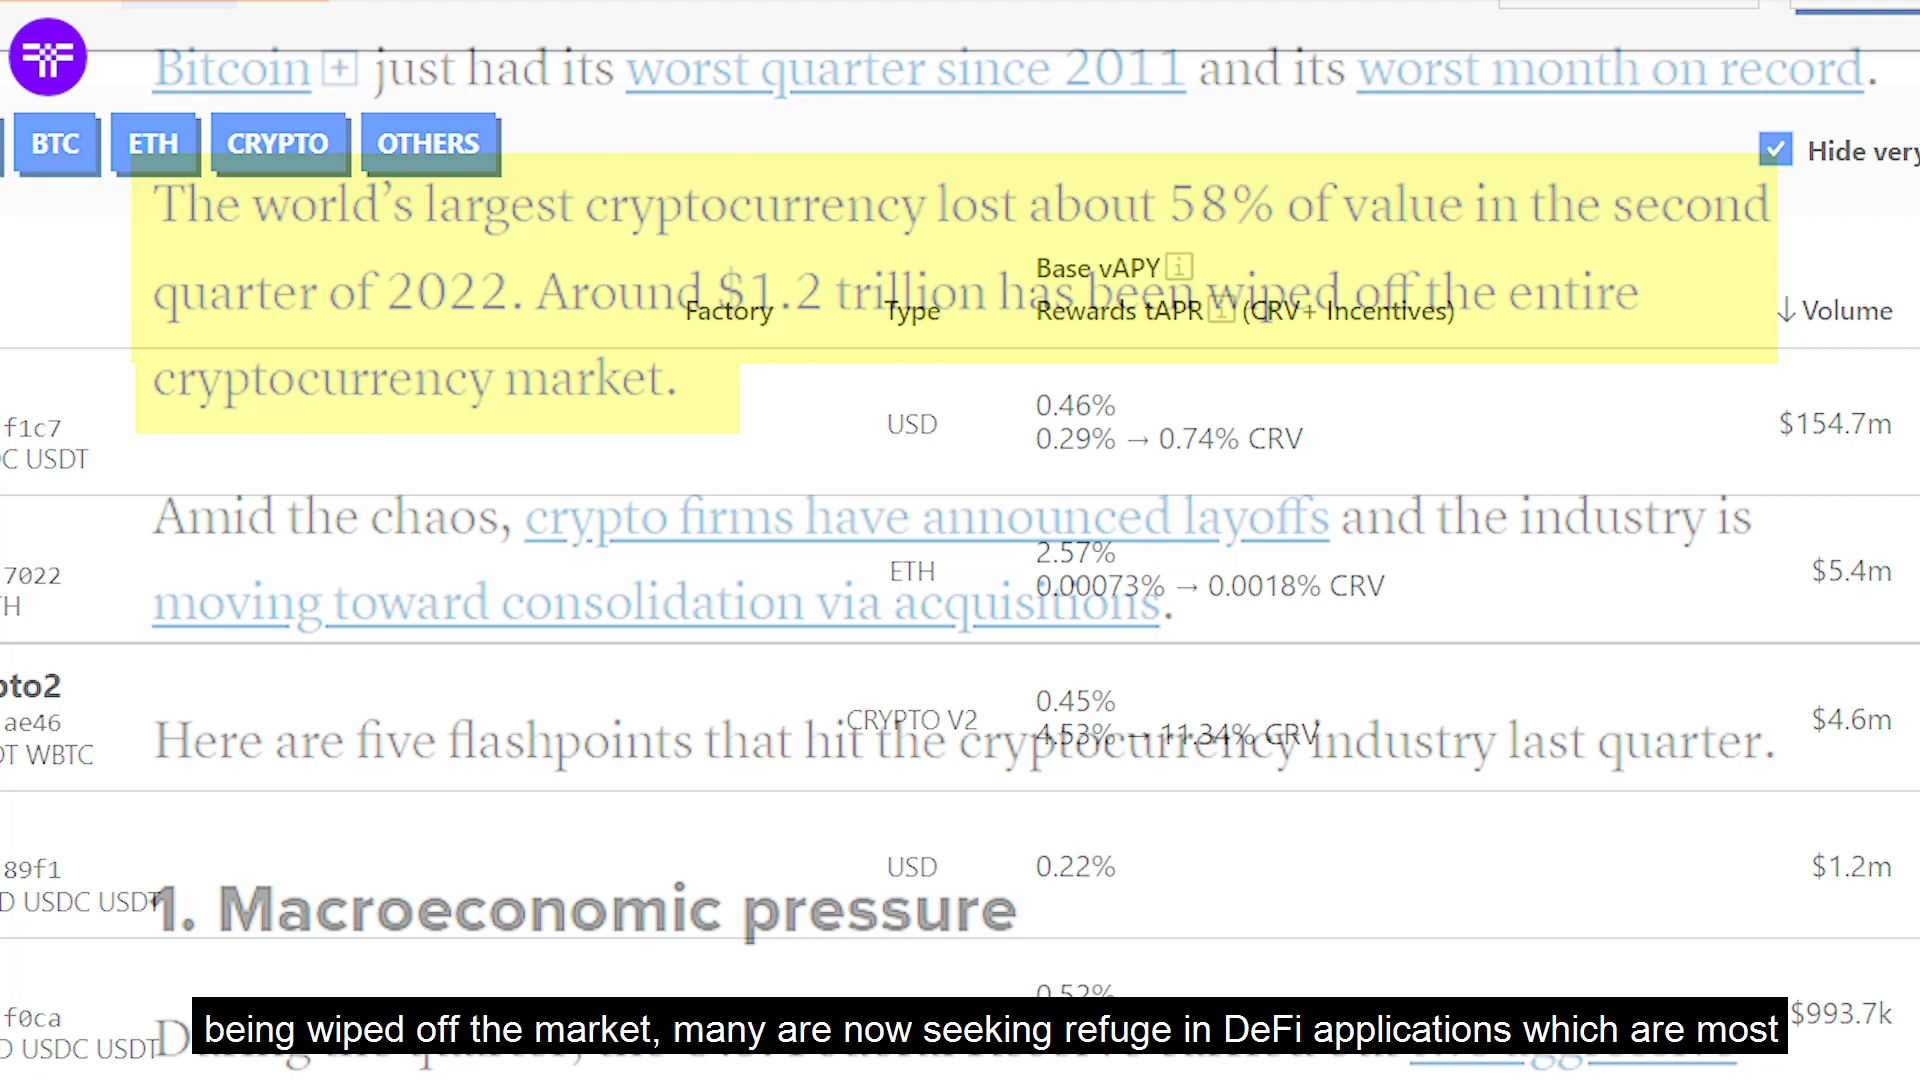 Bitcoin + just had its worst quarter since 2011 and its worst month on record.
BTC ETH CRYPTO OTHERS
Hide very
The world's largest cryptocurrency lost about 58% of value in the second
quarter of 2022. Around $1.2 trillion has been wiped off the entire
cryptocurrency market.
Base vAPY
Factory Type Rewards tAPR (CRV+ Incentives) ↓ Volume
f1c7
C USDT
USD
0.46%
0.29% → 0.74% CRV
$154.7m
Amid the chaos, crypto firms have announced layoffs and the industry is
moving toward consolidation via acquisitions.
7022
TH
ETH
2.57%
0.00073% → 0.0018% CRV
$5.4m
pto2
ae46
DT WBTC
CRYPTO V2
0.45%
4.53% → 11.34% CRV
$4.6m
Here are five flashpoints that hit the cryptocurrency industry last quarter.
89f1
D USDC USDT
USD
0.22%
$1.2m
1. Macroeconomic pressure
f0ca
D USDC USDT
0.52%
$993.7k
being wiped off the market, many are now seeking refuge in DeFi applications which are most